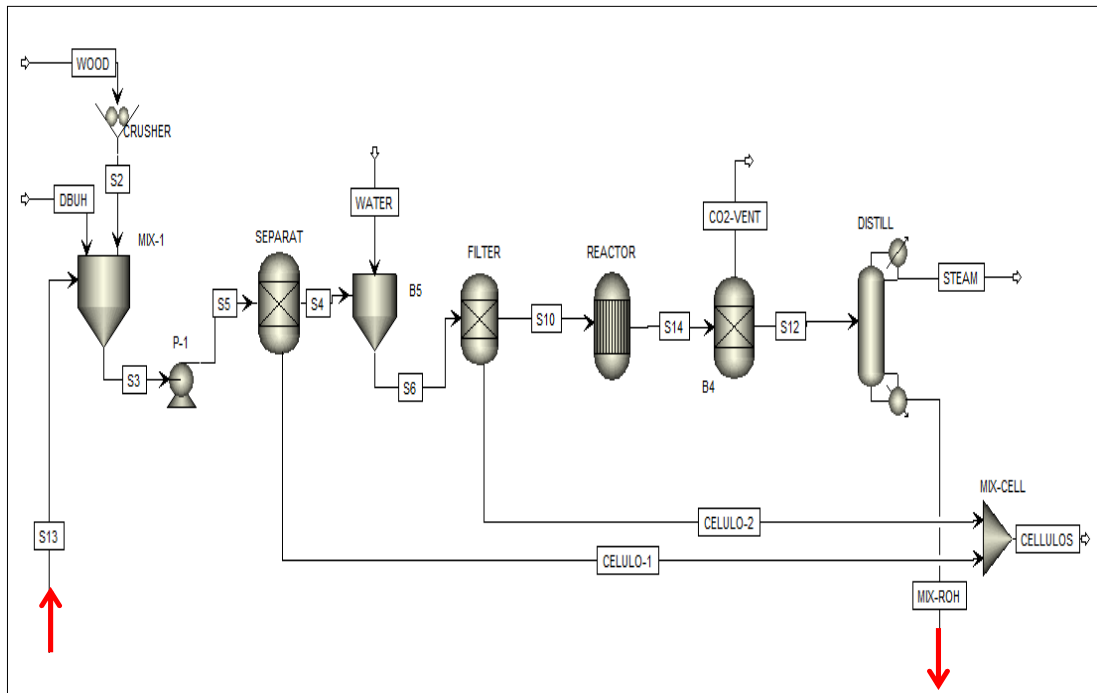 WOOD
CRUSHER
S2
DBUH
MIX-1
S3
P-1
S5
SEPARAT
S4
WATER
B5
S6
FILTER
S10
REACTOR
S14
CO2-VENT
B4
S12
DISTILL
STEAM
MIX-CELL
CELULO-2
CELLULOS
CELULO-1
S13
MIX-ROH